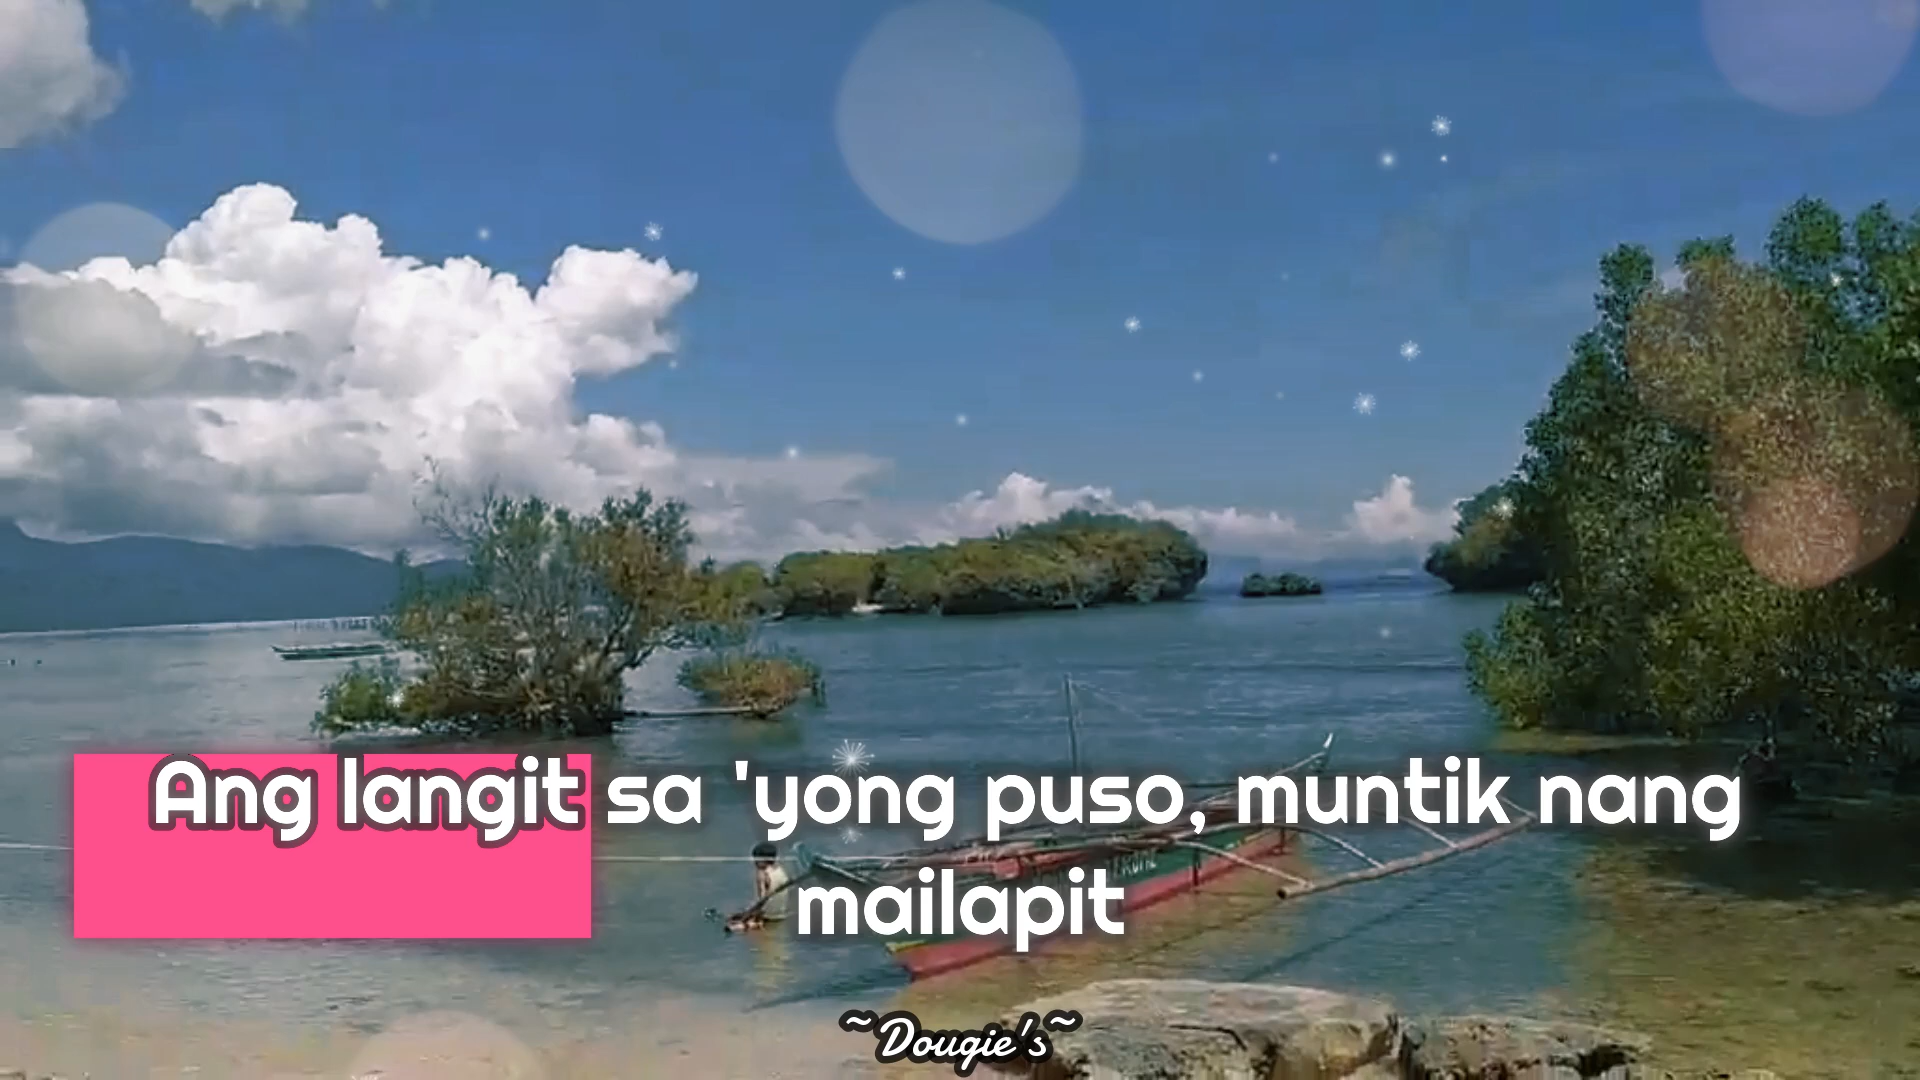 Ang langit sa 'yong puso, muntik nang
mailapit
~Dougie's~